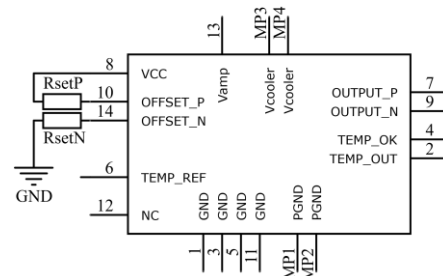 13
MP3
MP4
8
VCC
Vamp
Vcooler
Vcooler
RsetP
10
OFFSET_P
OUTPUT_P
7
14
OFFSET_N
OUTPUT_N
9
RsetN
TEMP_OK
4
TEMP_OUT
2
6
TEMP_REF
GND
12
NC
GND
GND
GND
GND
PGND
PGND
1
3
5
11
MP1
MP2